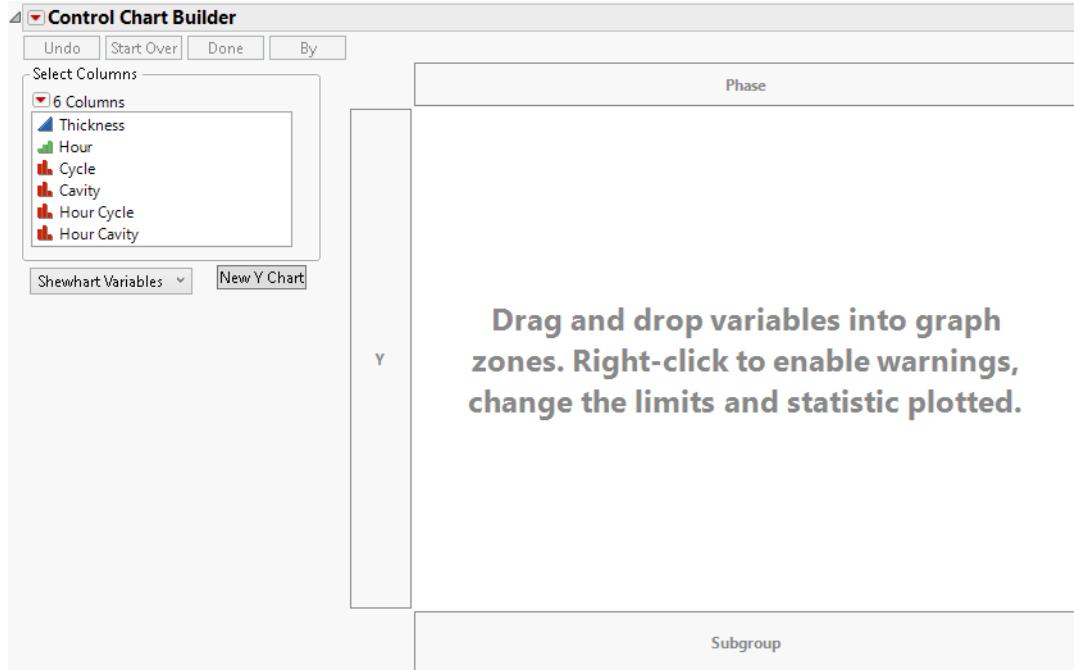 Control Chart Builder
Undo
Start Over
Done
By
Select Columns
6 Columns
Thickness
Hour
Cycle
Cavity
Hour Cycle
Hour Cavity
Shewhart Variables
New Y Chart
Phase
Y
Drag and drop variables into graph
zones. Right-click to enable warnings,
change the limits and statistic plotted.
Subgroup